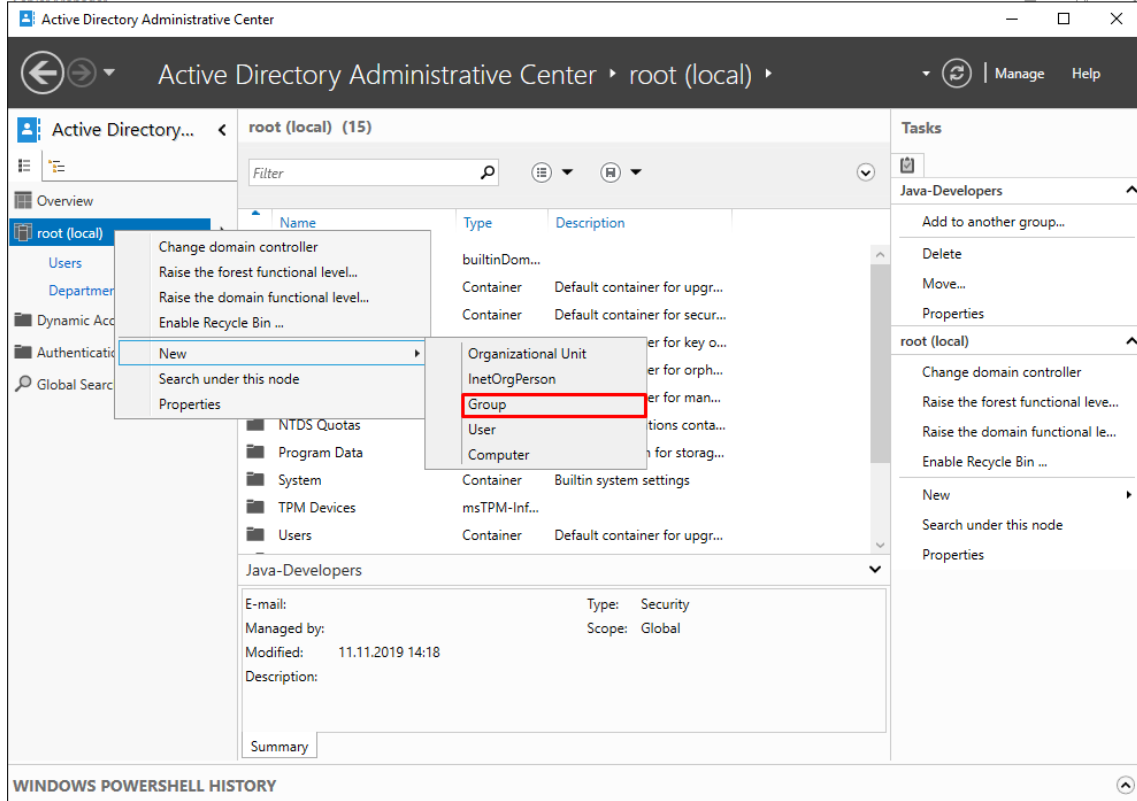 Active Directory Administrative Center
Active Directory Administrative Center • root (local) •
Manage Help
Active Directory...
Overview
root (local)
Users
Departmen
Dynamic Acc
Authenticatio
Global Searc
root (local) (15)
Filter
Name Type Description
builtinDom...
Container Default container for upgr...
Container Default container for secur...
er for key o...
er for orph...
er for man...
NTDS Quotas tions conta...
Program Data for storag...
System Container Builtin system settings
TPM Devices msTPM-Inf...
Users Container Default container for upgr...
Change domain controller
Raise the forest functional level...
Raise the domain functional level...
Enable Recycle Bin ...
New
Search under this node
Properties
Organizational Unit
InetOrgPerson
Group
User
Computer
Java-Developers
E-mail:
Managed by:
Modified: 11.11.2019 14:18
Description:
Type: Security
Scope: Global
Summary
Tasks
Java-Developers
Add to another group...
Delete
Move...
Properties
root (local)
Change domain controller
Raise the forest functional leve...
Raise the domain functional le...
Enable Recycle Bin ...
New
Search under this node
Properties
WINDOWS POWERSHELL HISTORY